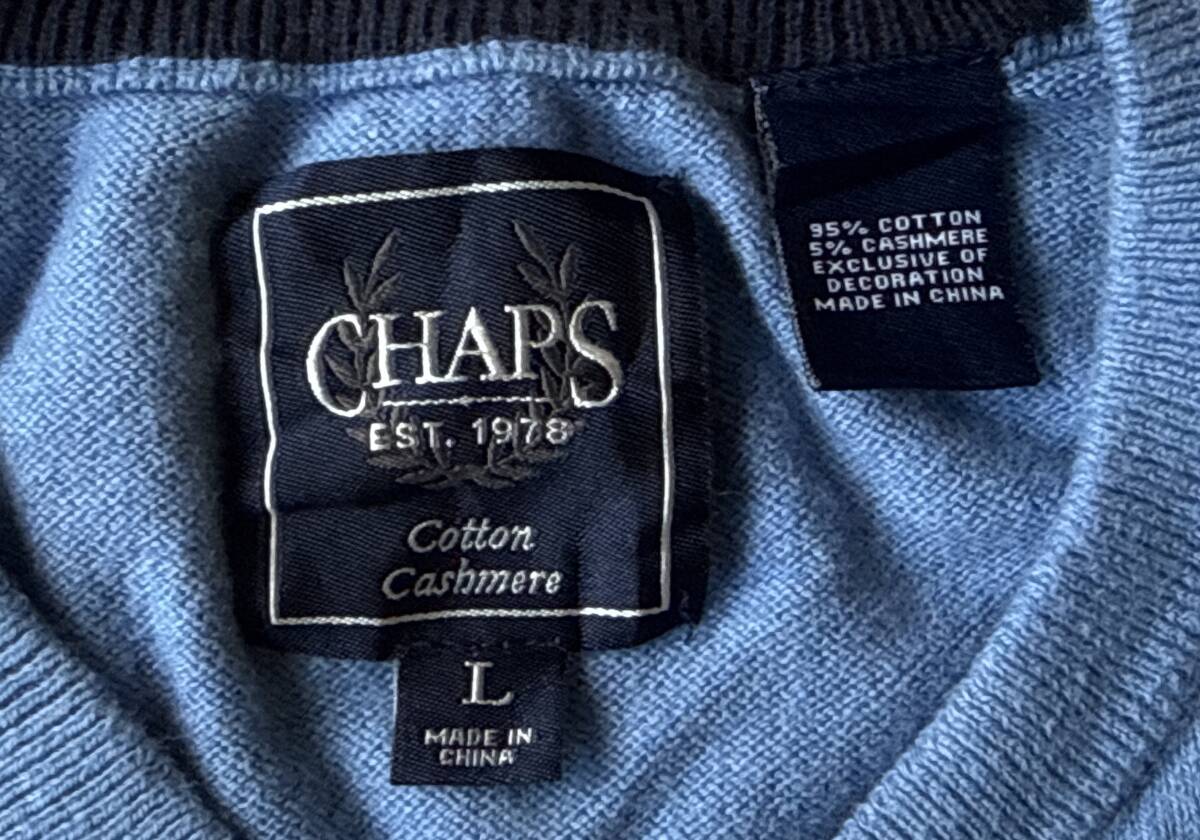 CHAPS
EST. 1978
Cotton
Cashmere
L
MADE IN
CHINA
95% COTTON
5% CASHMERE
EXCLUSIVE OF
DECORATION
MADE IN CHINA